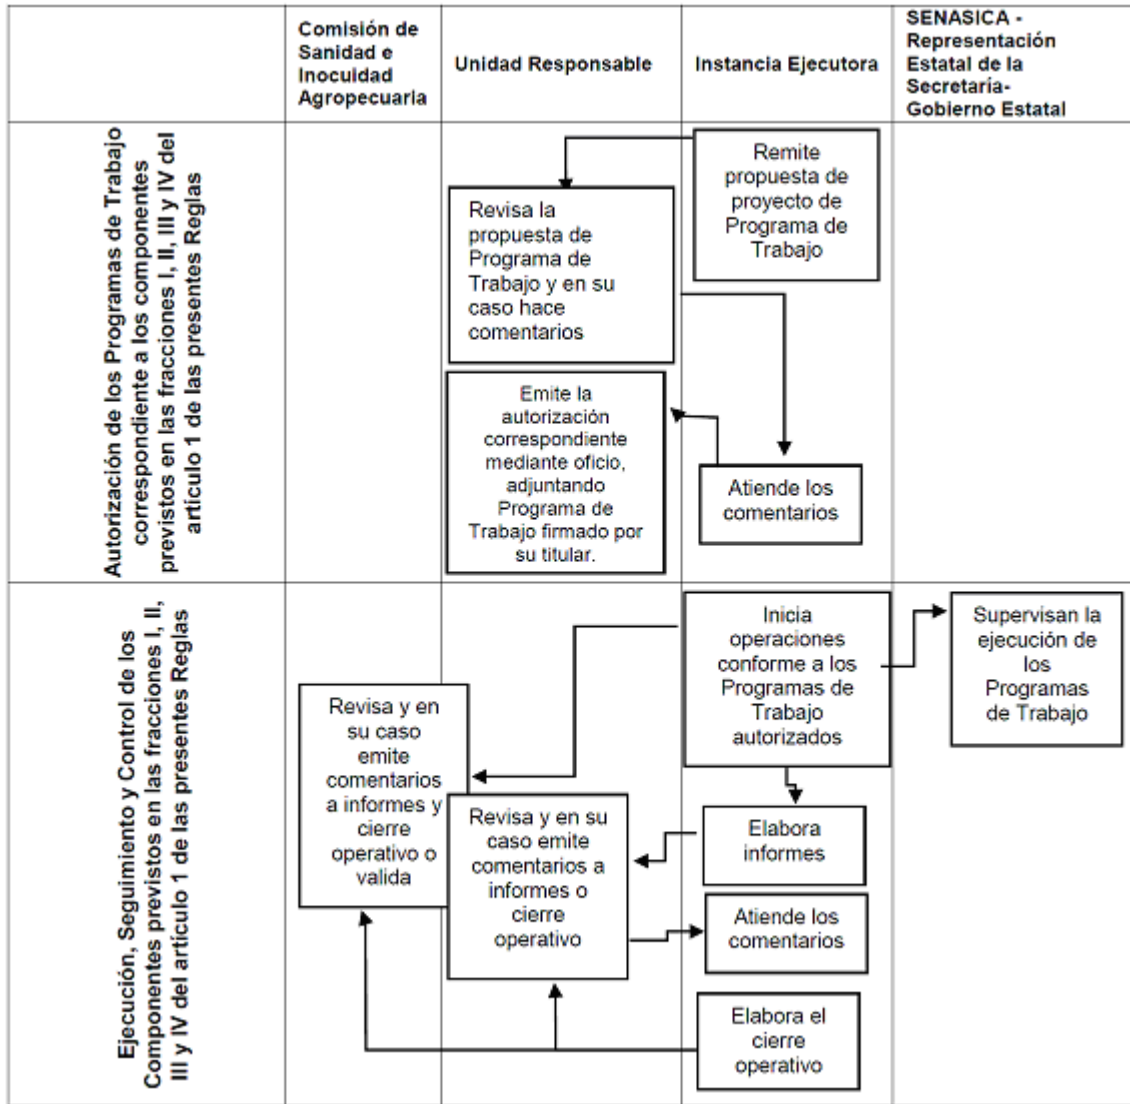 Comisión de
Sanidad e
Inocuidad
Agropecuaria
Unidad Responsable
Instancia Ejecutora
SENASICA -
Representación
Estatal de la
Secretaría-
Gobierno Estatal
Autorización de los Programas de Trabajo
correspondiente a los componentes
previstos en las fracciones I, II, III y IV del
artículo 1 de las presentes Reglas
Remite
propuesta de
proyecto de
Programa de
Trabajo
Revisa la
propuesta de
Programa de
Trabajo y en su
caso hace
comentarios
Emite la
autorización
correspondiente
mediante oficio,
adjuntando
Programa de
Trabajo firmado por
su titular.
Atiende los
comentarios
Ejecución, Seguimiento y Control de los
Componentes previstos en las fracciones I, II,
III y IV del artículo 1 de las presentes Reglas
Inicia
operaciones
conforme a los
Programas de
Trabajo
autorizados
Supervisan la
ejecución de
los
Programas
de Trabajo
Revisa y en
su caso
emite
comentarios
a informes y
cierre
operativo o
valida
Revisa y en su
caso emite
comentarios a
informes o
cierre
operativo
Elabora
informes
Atiende los
comentarios
Elabora el
cierre
operativo